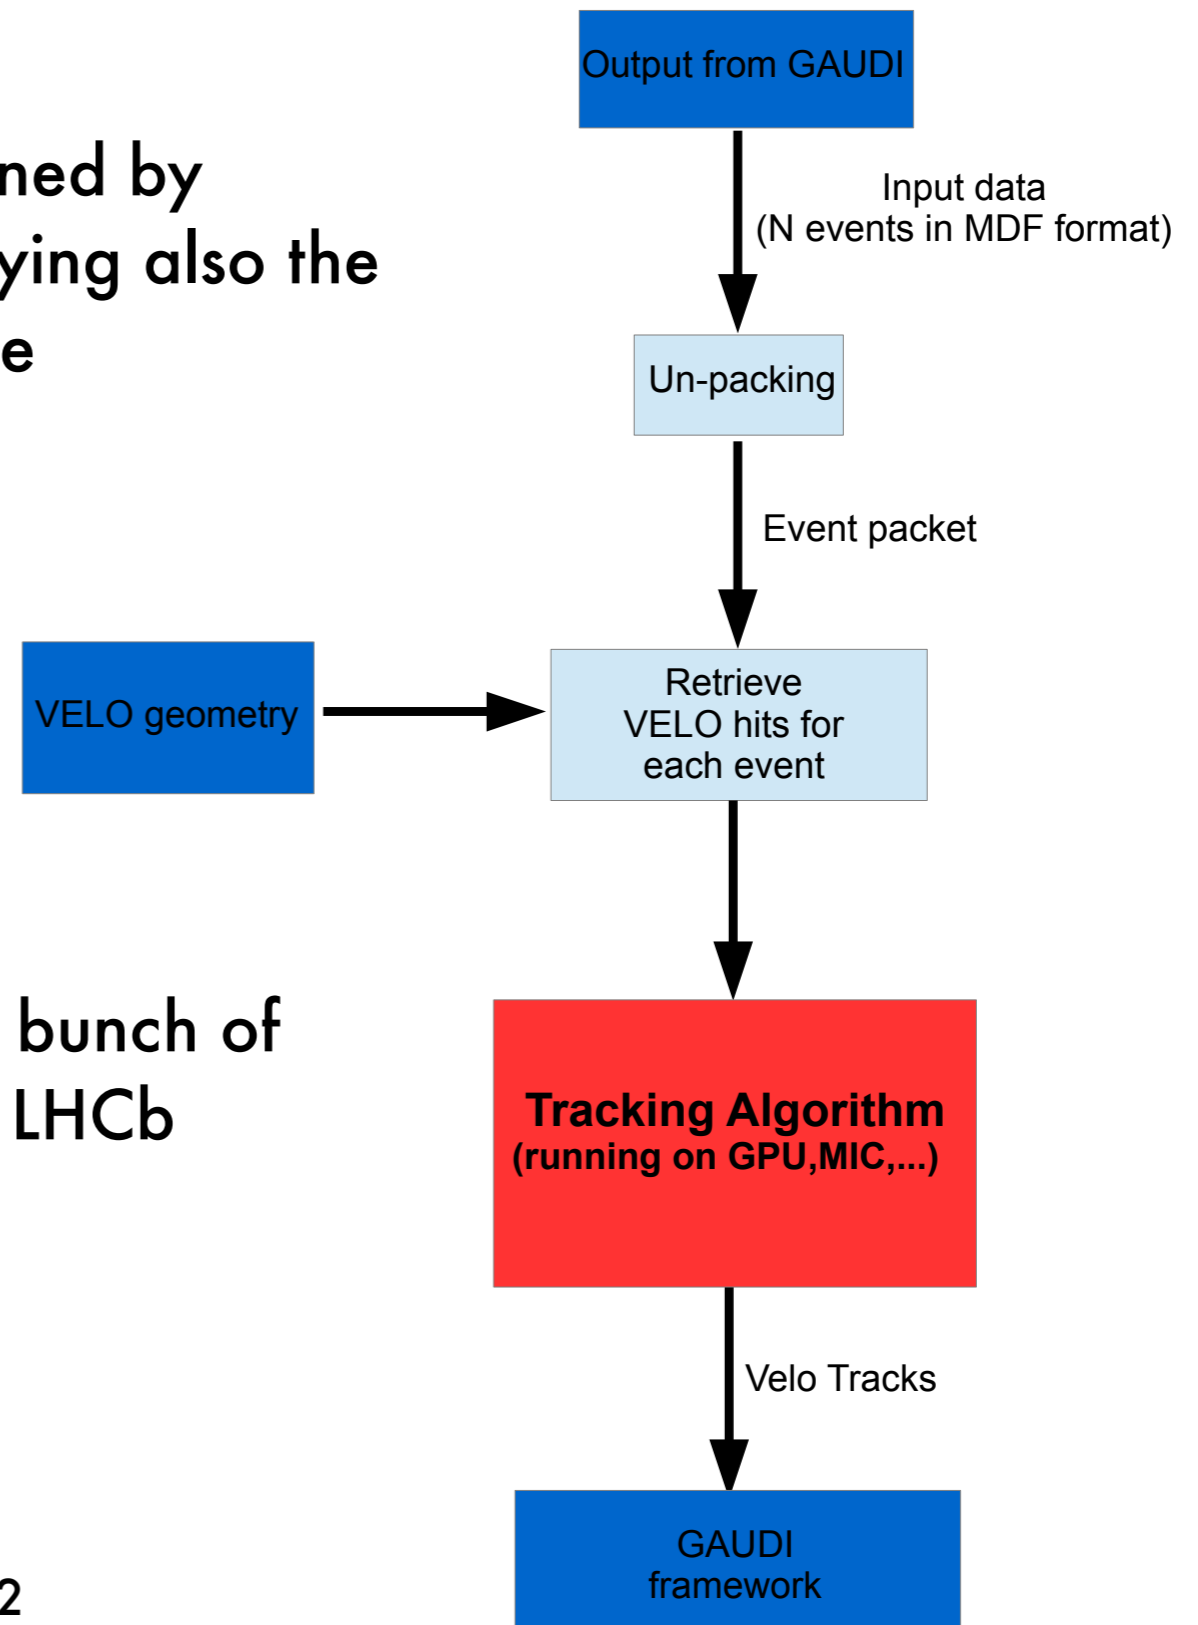 Output from GAUDI
Input data
(N events in MDF format)
Un-packing
Event packet
VELO geometry
Retrieve
VELO hits for
each event
Tracking Algorithm
(running on GPU,MIC,...)
Velo Tracks
GAUDI
framework
ned by
ying also the
e
bunch of
LHCb
2